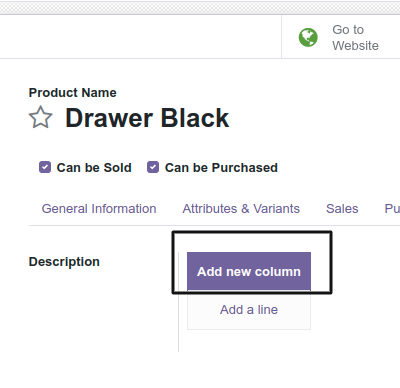 Go to
Website
Product Name
Drawer Black
Can be Sold Can be Purchased
General Information Attributes & Variants Sales Pu
Description
Add new column
Add a line